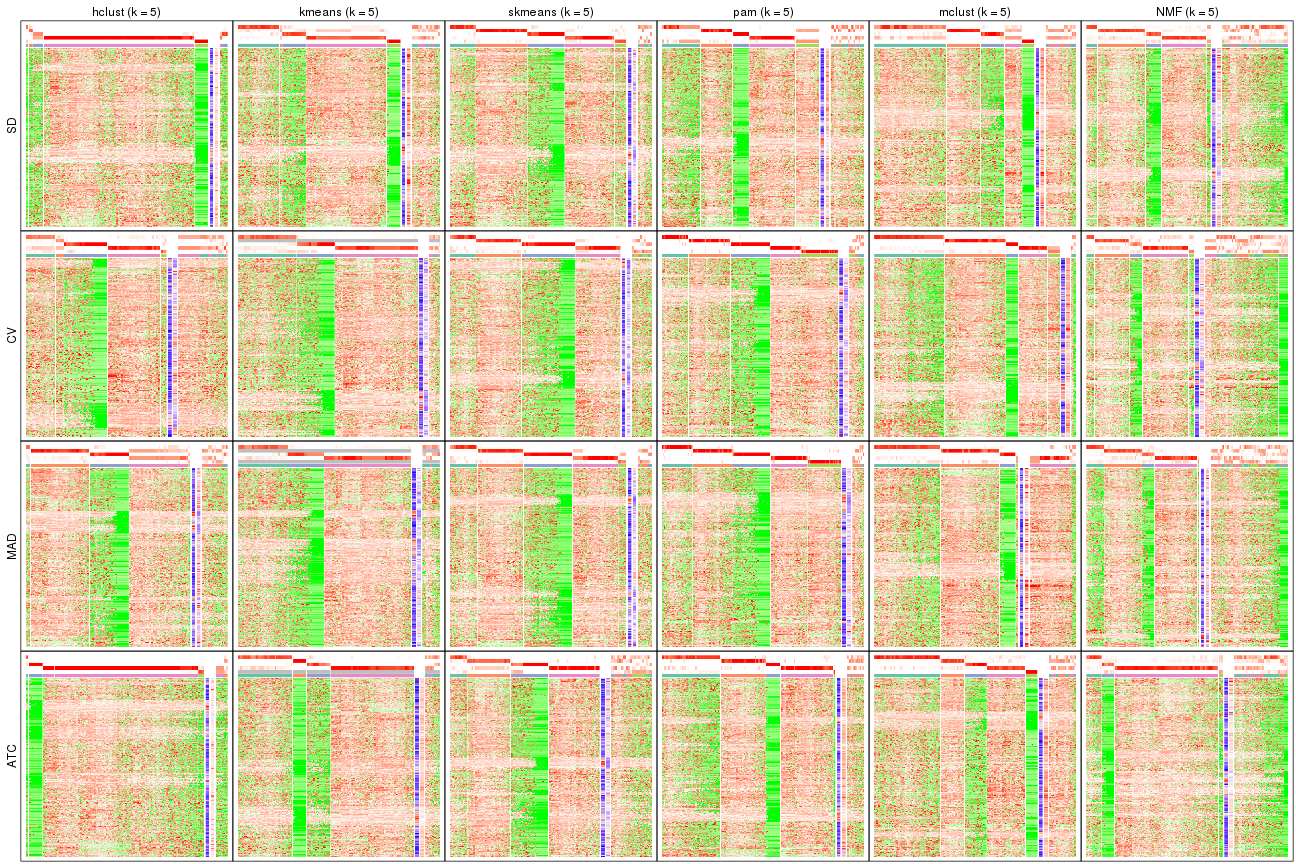 hclust (k = 5) kmeans (k = 5) skmeans (k = 5) pam (k = 5) mclust (k = 5) NMF (k = 5)
SD
CV
MAD
ATC